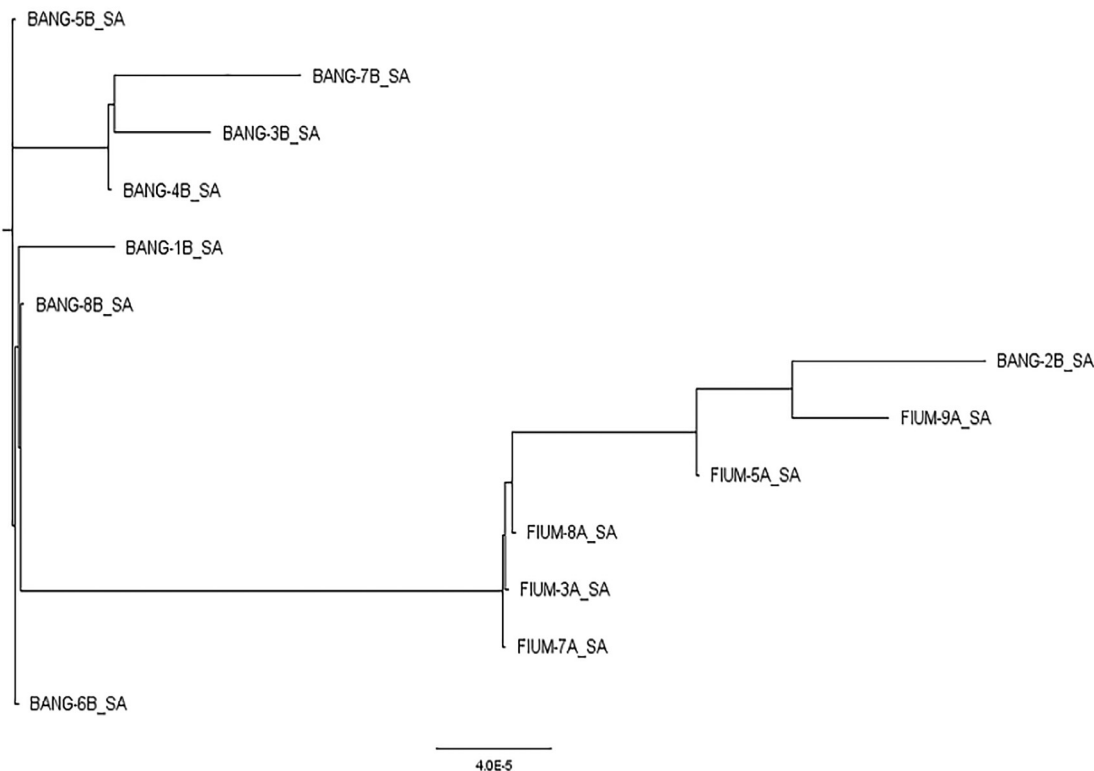 BANG-5B_SA
BANG-7B_SA
BANG-3B_SA
BANG-4B_SA
BANG-1B_SA
BANG-8B_SA
BANG-2B_SA
FIUM-9A_SA
FIUM-5A_SA
FIUM-8A_SA
FIUM-3A_SA
FIUM-7A_SA
BANG-6B_SA
4.0E-5